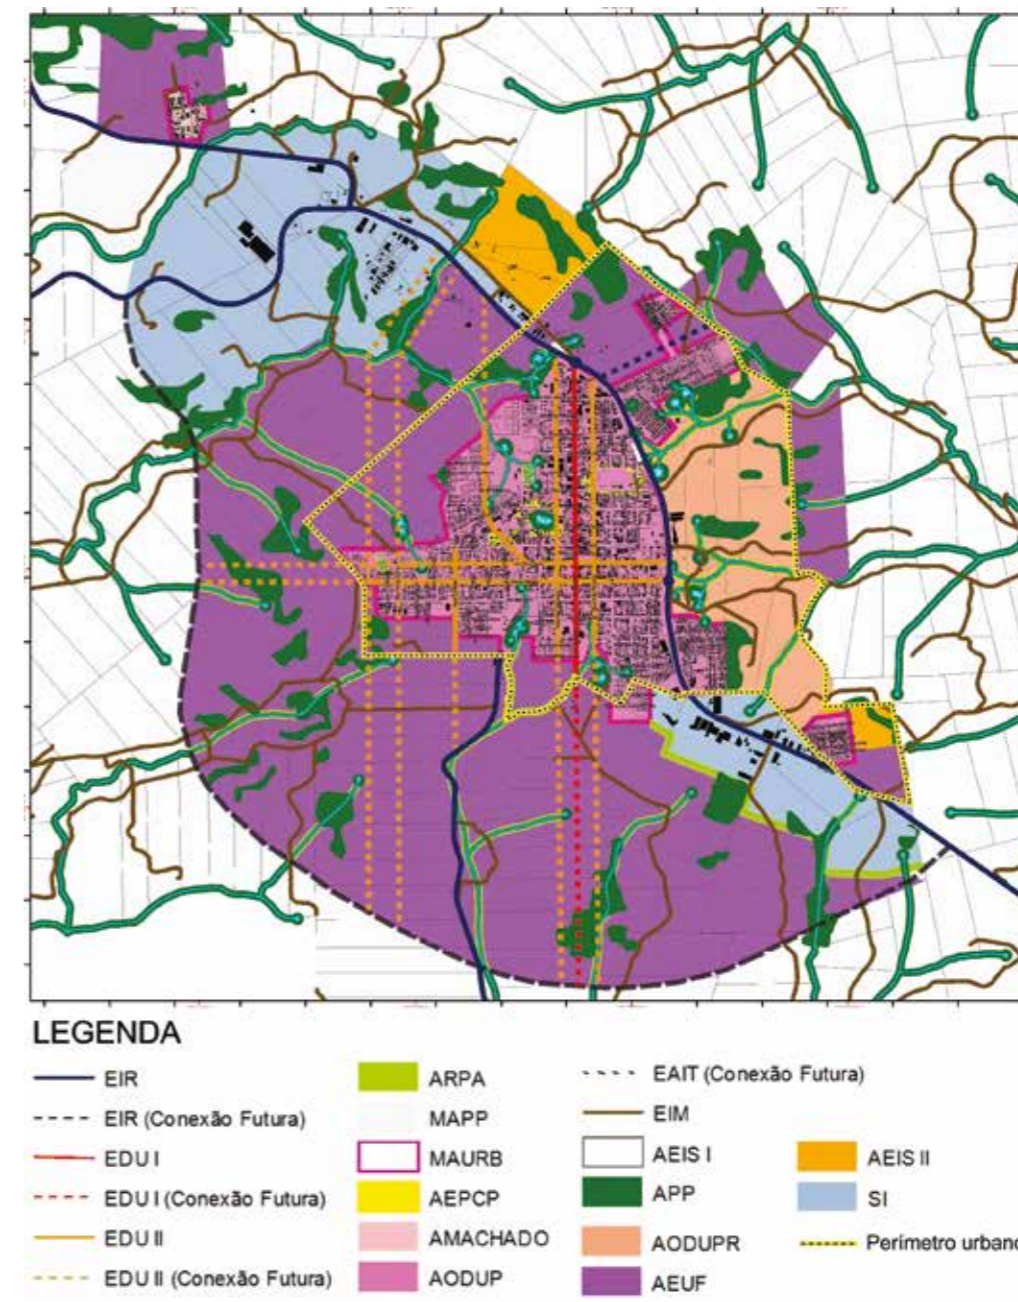 LEGENDA
EIR
EIR (Conexão Futura)
EDU I
EDU I (Conexão Futura)
EDU II
EDU II (Conexão Futura)
ARPA
MAPP
MAURB
AEPCP
AMACHADO
AODUP
EAIT (Conexão Futura)
EIM
AEIS I
APP
AODUPR
AEUF
AEIS II
SI
Perímetro urbano